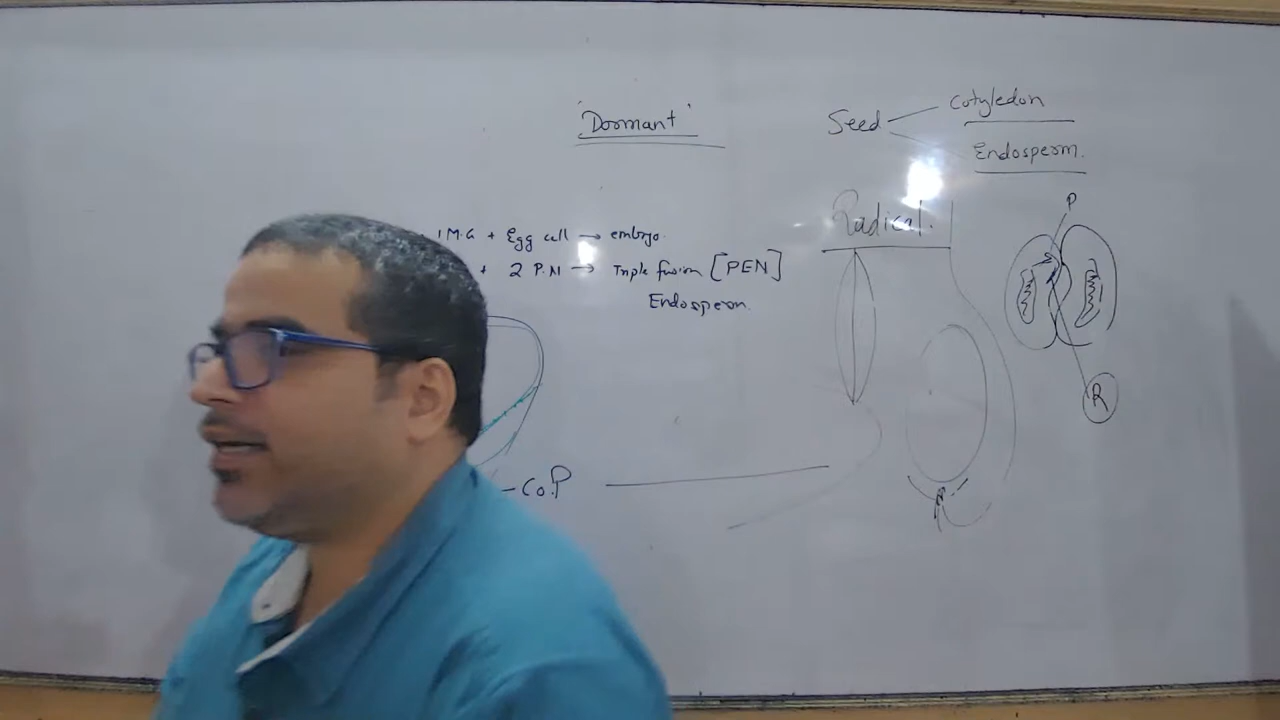 'Dormant'
Seed
Cotyledon
Endosperm.
1 M.G + Egg cell → embryo.
+ 2 P.N → Triple fusion [PEN]
Endosperm.
Radical.
P
R
- Co.P